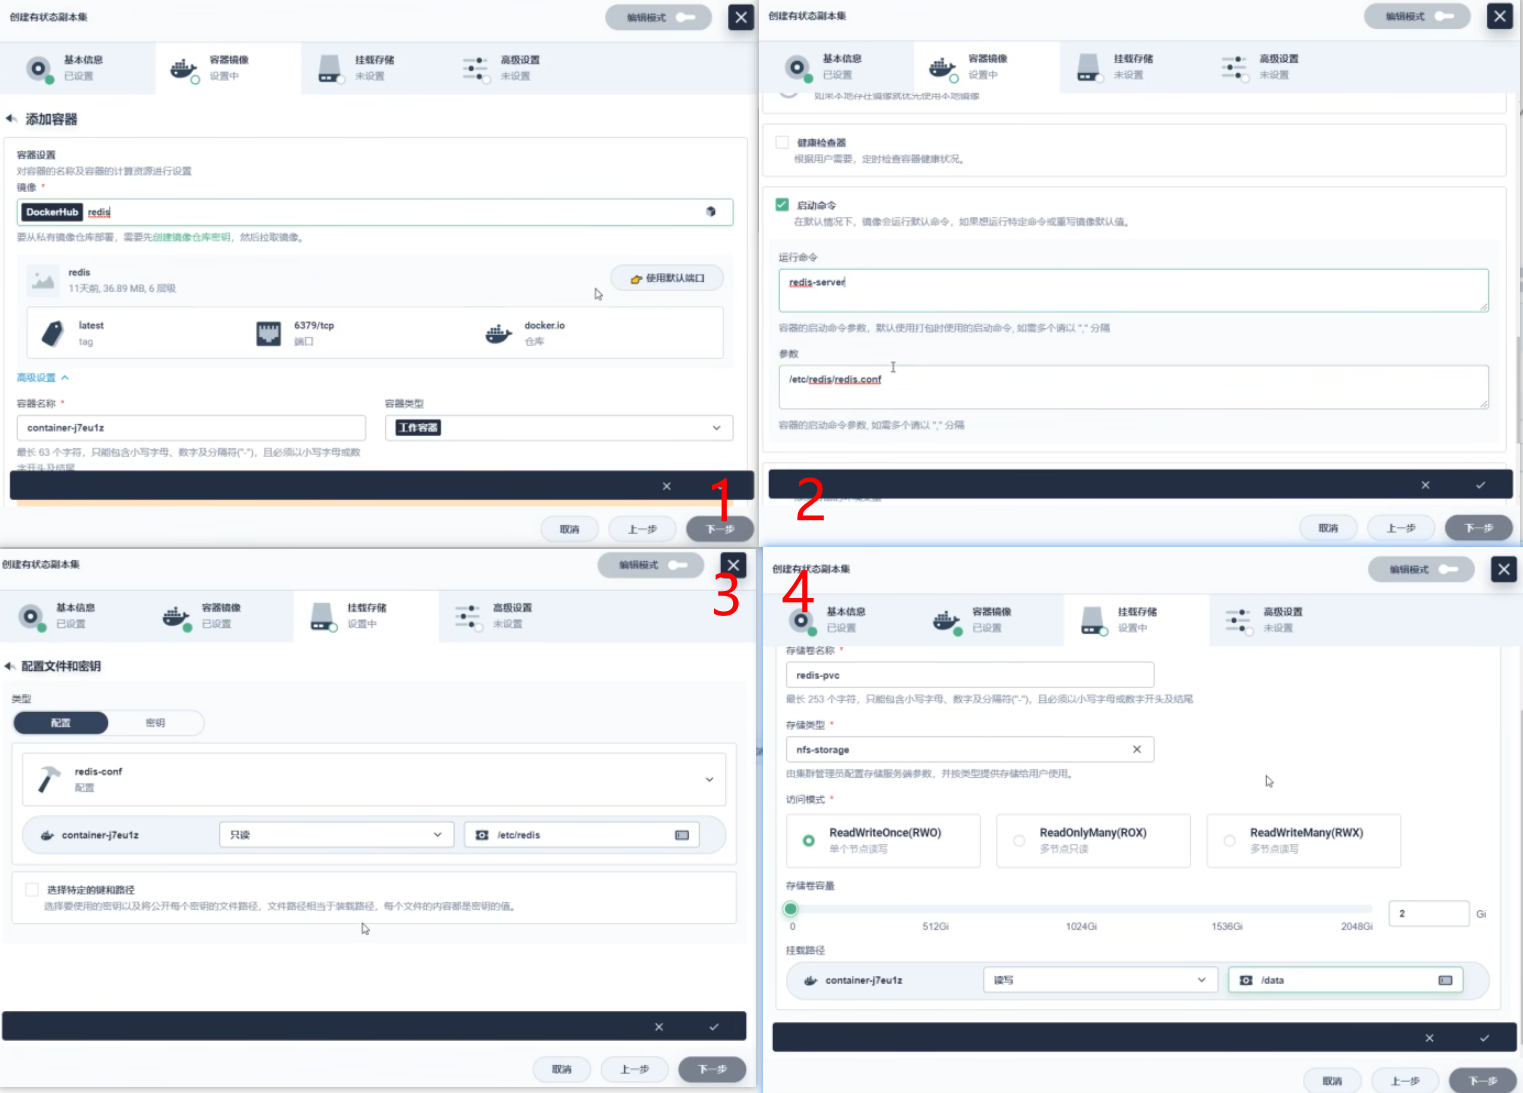 创建有状态副本集
编辑模式
基本信息
已设置
容器镜像
设置中
挂载存储
未设置
高级设置
未设置
添加容器
容器设置
对容器的名称及容器的计算资源进行设置
镜像 *
DockerHub redis
要从私有镜像仓库部署，需要先创建镜像仓库密钥，然后拉取镜像。
redis
11天前, 36.89 MB, 6 层级
👉 使用默认端口
latest
tag
6379/tcp
端口
docker.io
仓库
高级设置
容器名称 *
container-j7eu1z
容器类型
工作容器
最长 63 个字符，只能包含小写字母、数字及分隔符("-")，且必须以小写字母或数
字开头及结尾
1
取消
上一步
下一步
创建有状态副本集
编辑模式
基本信息
已设置
容器镜像
设置中
挂载存储
未设置
高级设置
未设置
如果本地存在镜像就优先使用本地镜像
健康检查器
根据用户需要，定时检查容器健康状况。
启动命令
在默认情况下，镜像会运行默认命令，如果想运行特定命令或重写镜像默认值。
运行命令
redis-server
容器的启动命令参数，默认使用打包时使用的启动命令, 如需多个请以 "," 分隔
参数
/etc/redis/redis.conf
容器的启动命令参数, 如需多个请以 "," 分隔
2
取消
上一步
下一步
创建有状态副本集
编辑模式
3
基本信息
已设置
容器镜像
已设置
挂载存储
设置中
高级设置
未设置
配置文件和密钥
类型
配置
密钥
redis-conf
配置
container-j7eu1z
只读
/etc/redis
选择特定的键和路径
选择要使用的密钥以及将公开每个密钥的文件路径，文件路径相当于装载路径，每个文件的内容都是密钥的值。
取消
上一步
下一步
创建有状态副本集
编辑模式
4
基本信息
已设置
容器镜像
已设置
挂载存储
设置中
高级设置
未设置
存储卷名称 *
redis-pvc
最长 253 个字符，只能包含小写字母、数字及分隔符("-")，且必须以小写字母或数字开头及结尾
存储类型 *
nfs-storage
由集群管理员配置存储服务端参数，并按类型提供存储给用户使用。
访问模式 *
ReadWriteOnce(RWO)
单个节点读写
ReadOnlyMany(ROX)
多节点只读
ReadWriteMany(RWX)
多节点读写
存储卷容量
0
512Gi
1024Gi
1536Gi
2048Gi
2
Gi
挂载路径
container-j7eu1z
读写
/data
取消
上一步
下一步